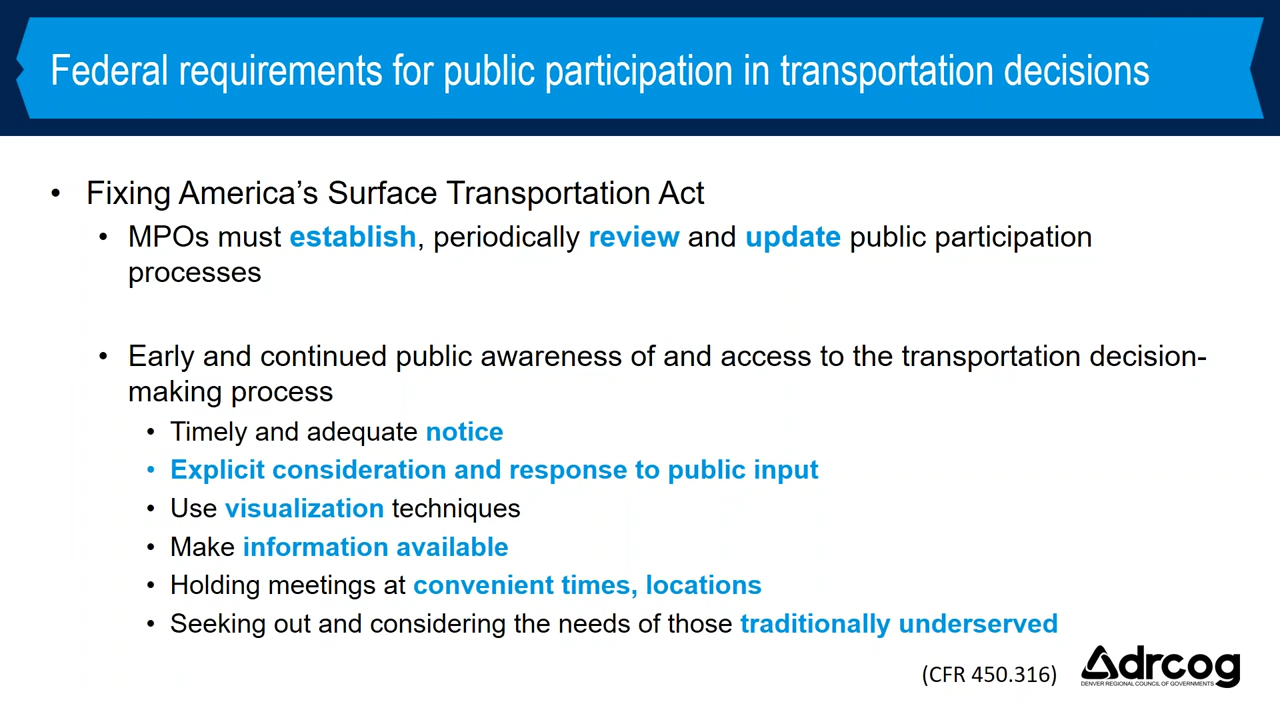 Federal requirements for public participation in transportation decisions
• Fixing America’s Surface Transportation Act
• MPOs must establish, periodically review and update public participation
processes
• Early and continued public awareness of and access to the transportation decision-
making process
• Timely and adequate notice
• Explicit consideration and response to public input
• Use visualization techniques
• Make information available
• Holding meetings at convenient times, locations
• Seeking out and considering the needs of those traditionally underserved
(CFR 450.316)
drcog
DENVER REGIONAL COUNCIL OF GOVERNMENTS